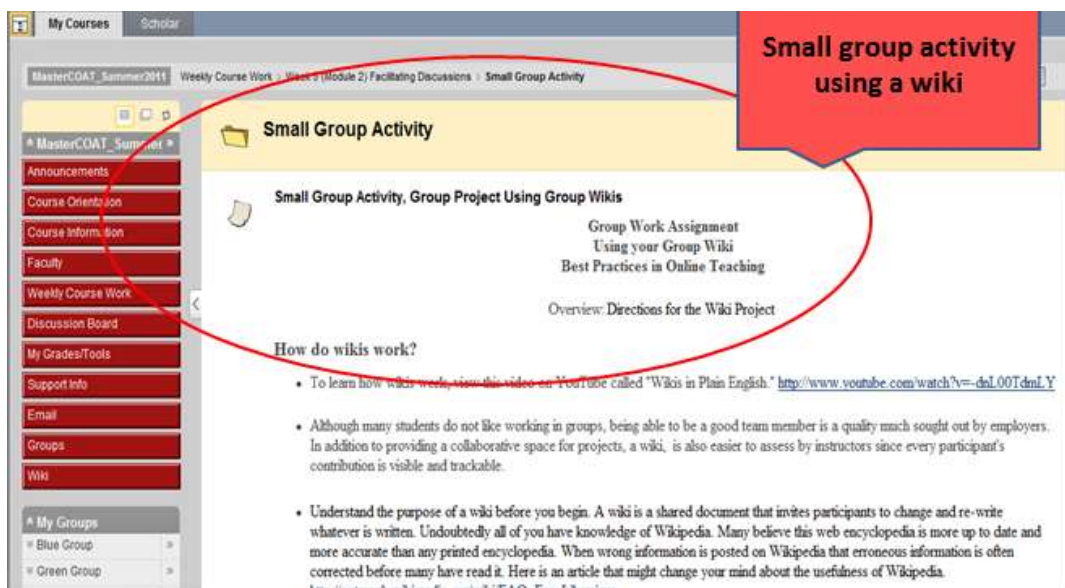 My Courses
Scholar
Small group activity
using a wiki
MasterCOAT_Summer2011
Weekly Course Work > Week 3 (Module 2) Facilitating Discussions > Small Group Activity
MasterCOAT_Summer
Announcements
Course Orientation
Course Information
Faculty
Weekly Course Work
Discussion Board
My Grades/Tools
Support Info
Email
Groups
Wiki
My Groups
Blue Group
Green Group
Small Group Activity
Small Group Activity, Group Project Using Group Wikis
Group Work Assignment
Using your Group Wiki
Best Practices in Online Teaching
Overview: Directions for the Wiki Project
How do wikis work?
• To learn how wikis work, view this video on YouTube called "Wikis in Plain English." http://www.youtube.com/watch?v=-dnL00TdmLY
• Although many students do not like working in groups, being able to be a good team member is a quality much sought out by employers.
In addition to providing a collaborative space for projects, a wiki, is also easier to assess by instructors since every participant's
contribution is visible and trackable.
• Understand the purpose of a wiki before you begin. A wiki is a shared document that invites participants to change and re-write
whatever is written. Undoubtedly all of you have knowledge of Wikipedia. Many believe this web encyclopedia is more up to date and
more accurate than any printed encyclopedia. When wrong information is posted on Wikipedia that erroneous information is often
corrected before many have read it. Here is an article that might change your mind about the usefulness of Wikipedia.